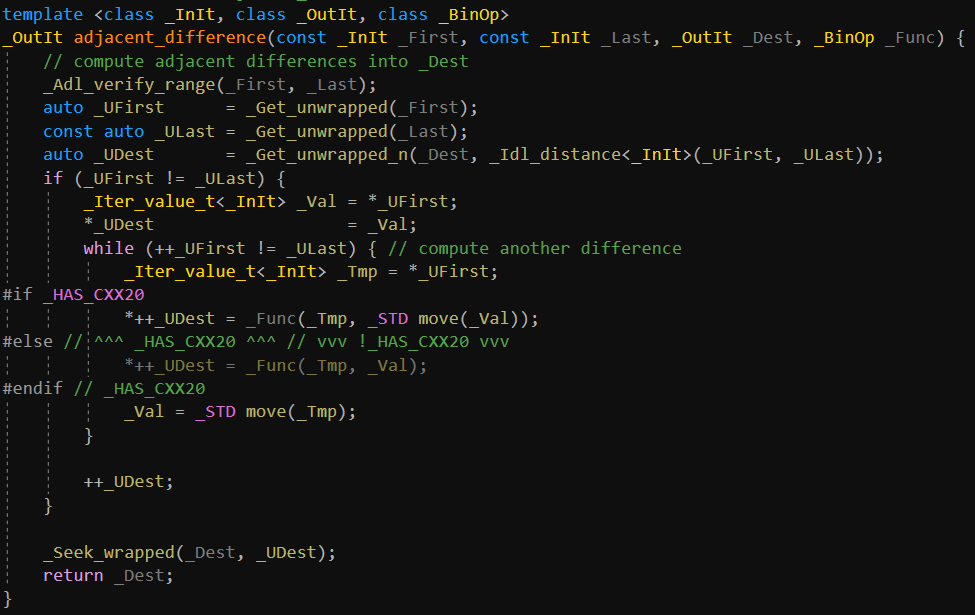 template <class _InIt, class _OutIt, class _BinOp>
_OutIt adjacent_difference(const _InIt _First, const _InIt _Last, _OutIt _Dest, _BinOp _Func) {
    // compute adjacent differences into _Dest
    _Adl_verify_range(_First, _Last);
    auto _UFirst      = _Get_unwrapped(_First);
    const auto _ULast = _Get_unwrapped(_Last);
    auto _UDest       = _Get_unwrapped_n(_Dest, _Idl_distance<_InIt>(_UFirst, _ULast));
    if (_UFirst != _ULast) {
        _Iter_value_t<_InIt> _Val = *_UFirst;
        *_UDest                   = _Val;
        while (++_UFirst != _ULast) { // compute another difference
            _Iter_value_t<_InIt> _Tmp = *_UFirst;
#if _HAS_CXX20
            *++_UDest = _Func(_Tmp, _STD move(_Val));
#else // ^^^ _HAS_CXX20 ^^^ // vvv !_HAS_CXX20 vvv
            *++_UDest = _Func(_Tmp, _Val);
#endif // _HAS_CXX20
            _Val = _STD move(_Tmp);
        }
        ++_UDest;
    }
    _Seek_wrapped(_Dest, _UDest);
    return _Dest;
}